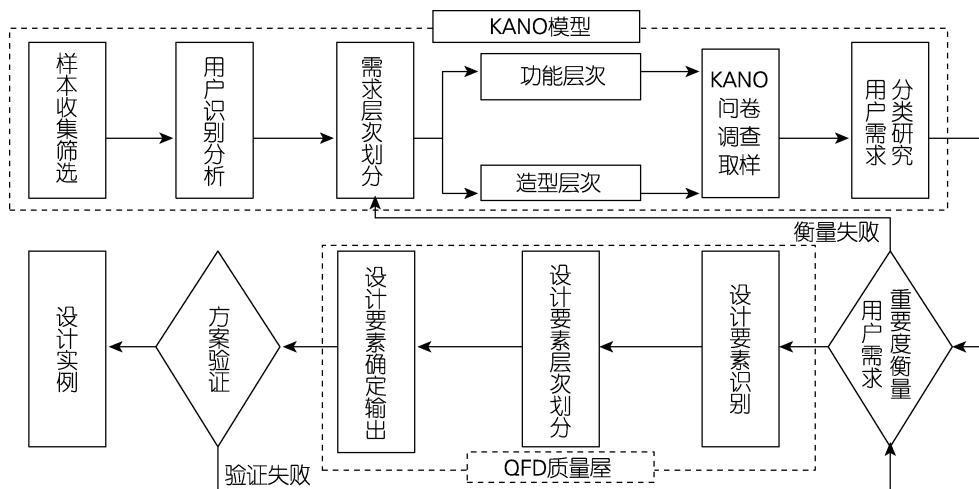 KANO模型
样本收集筛选
用户识别分析
需求层次划分
功能层次
造型层次
KANO
问卷
调查
取样
用户需求
分类研究
衡量失败
设计实例
方案验证
设计要素确定输出
设计要素层次划分
设计要素识别
用户需求
重要度衡量
验证失败
QFD质量屋